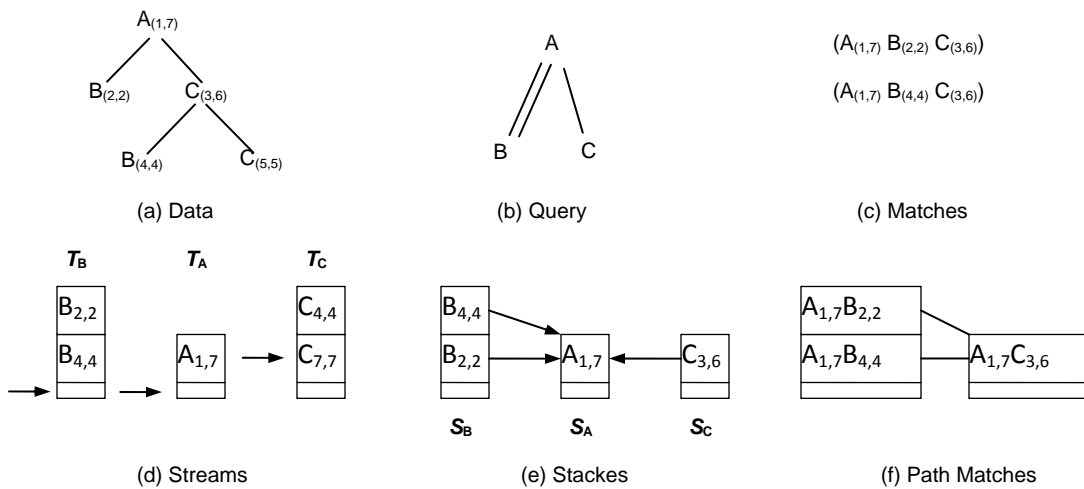 A(1,7)
B(2,2) C(3,6)
B(4,4) C(5,5)
(a) Data
A
B C
(b) Query
(A(1,7) B(2,2) C(3,6))
(A(1,7) B(4,4) C(3,6))
(c) Matches
TB TA TC
B2,2 C4,4
B4,4 A1,7 C7,7
(d) Streams
B4,4
B2,2 A1,7 C3,6
SB SA SC
(e) Stackes
A1,7B2,2
A1,7B4,4 A1,7C3,6
(f) Path Matches